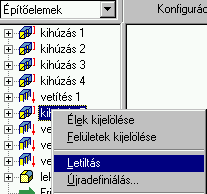 Építőelemek
Konfigurác
kihúzás 1
kihúzás 2
kihúzás 3
kihúzás 4
vetítés 1
Élek kijelölése
Felületek kijelölése
Letiltás
Újradefiniálás...